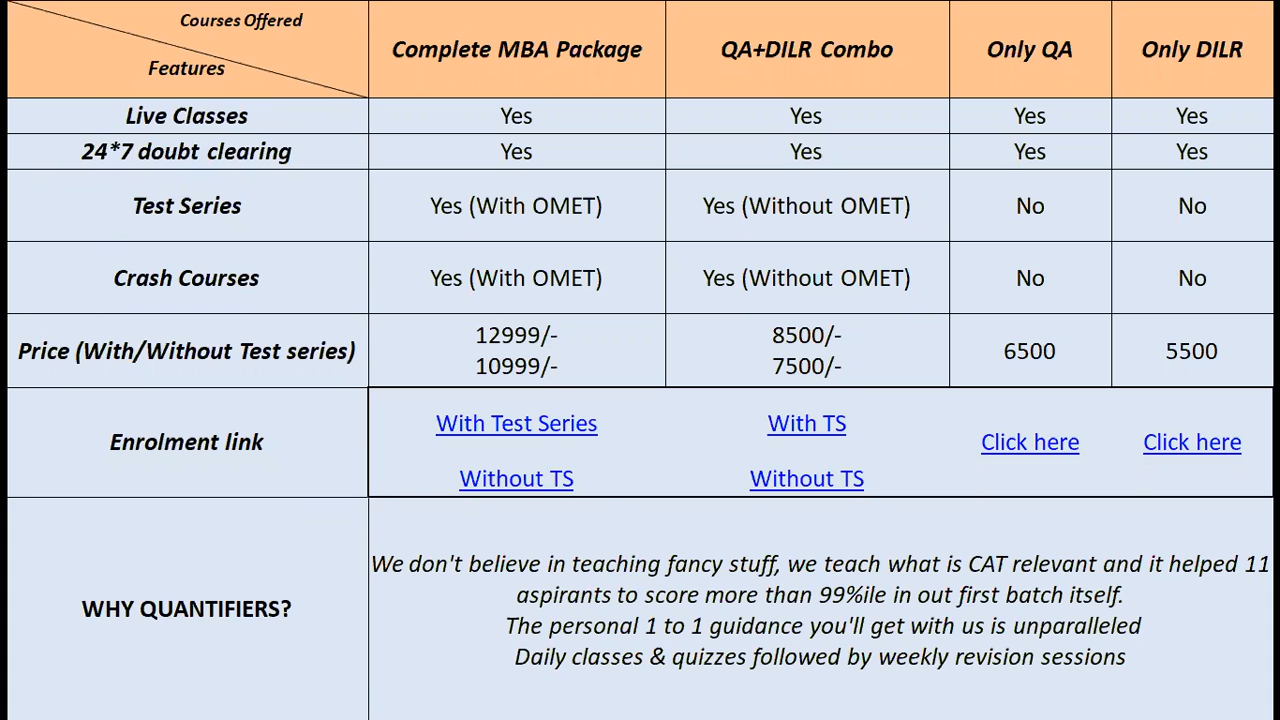 Courses Offered
Features
Complete MBA Package
QA+DILR Combo
Only QA
Only DILR
Live Classes
Yes
Yes
Yes
Yes
24*7 doubt clearing
Yes
Yes
Yes
Yes
Test Series
Yes (With OMET)
Yes (Without OMET)
No
No
Crash Courses
Yes (With OMET)
Yes (Without OMET)
No
No
Price (With/Without Test series)
12999/-
10999/-
8500/-
7500/-
6500
5500
Enrolment link
With Test Series
Without TS
With TS
Without TS
Click here
Click here
WHY QUANTIFIERS?
We don't believe in teaching fancy stuff, we teach what is CAT relevant and it helped 11
aspirants to score more than 99%ile in out first batch itself.
The personal 1 to 1 guidance you'll get with us is unparalleled
Daily classes & quizzes followed by weekly revision sessions